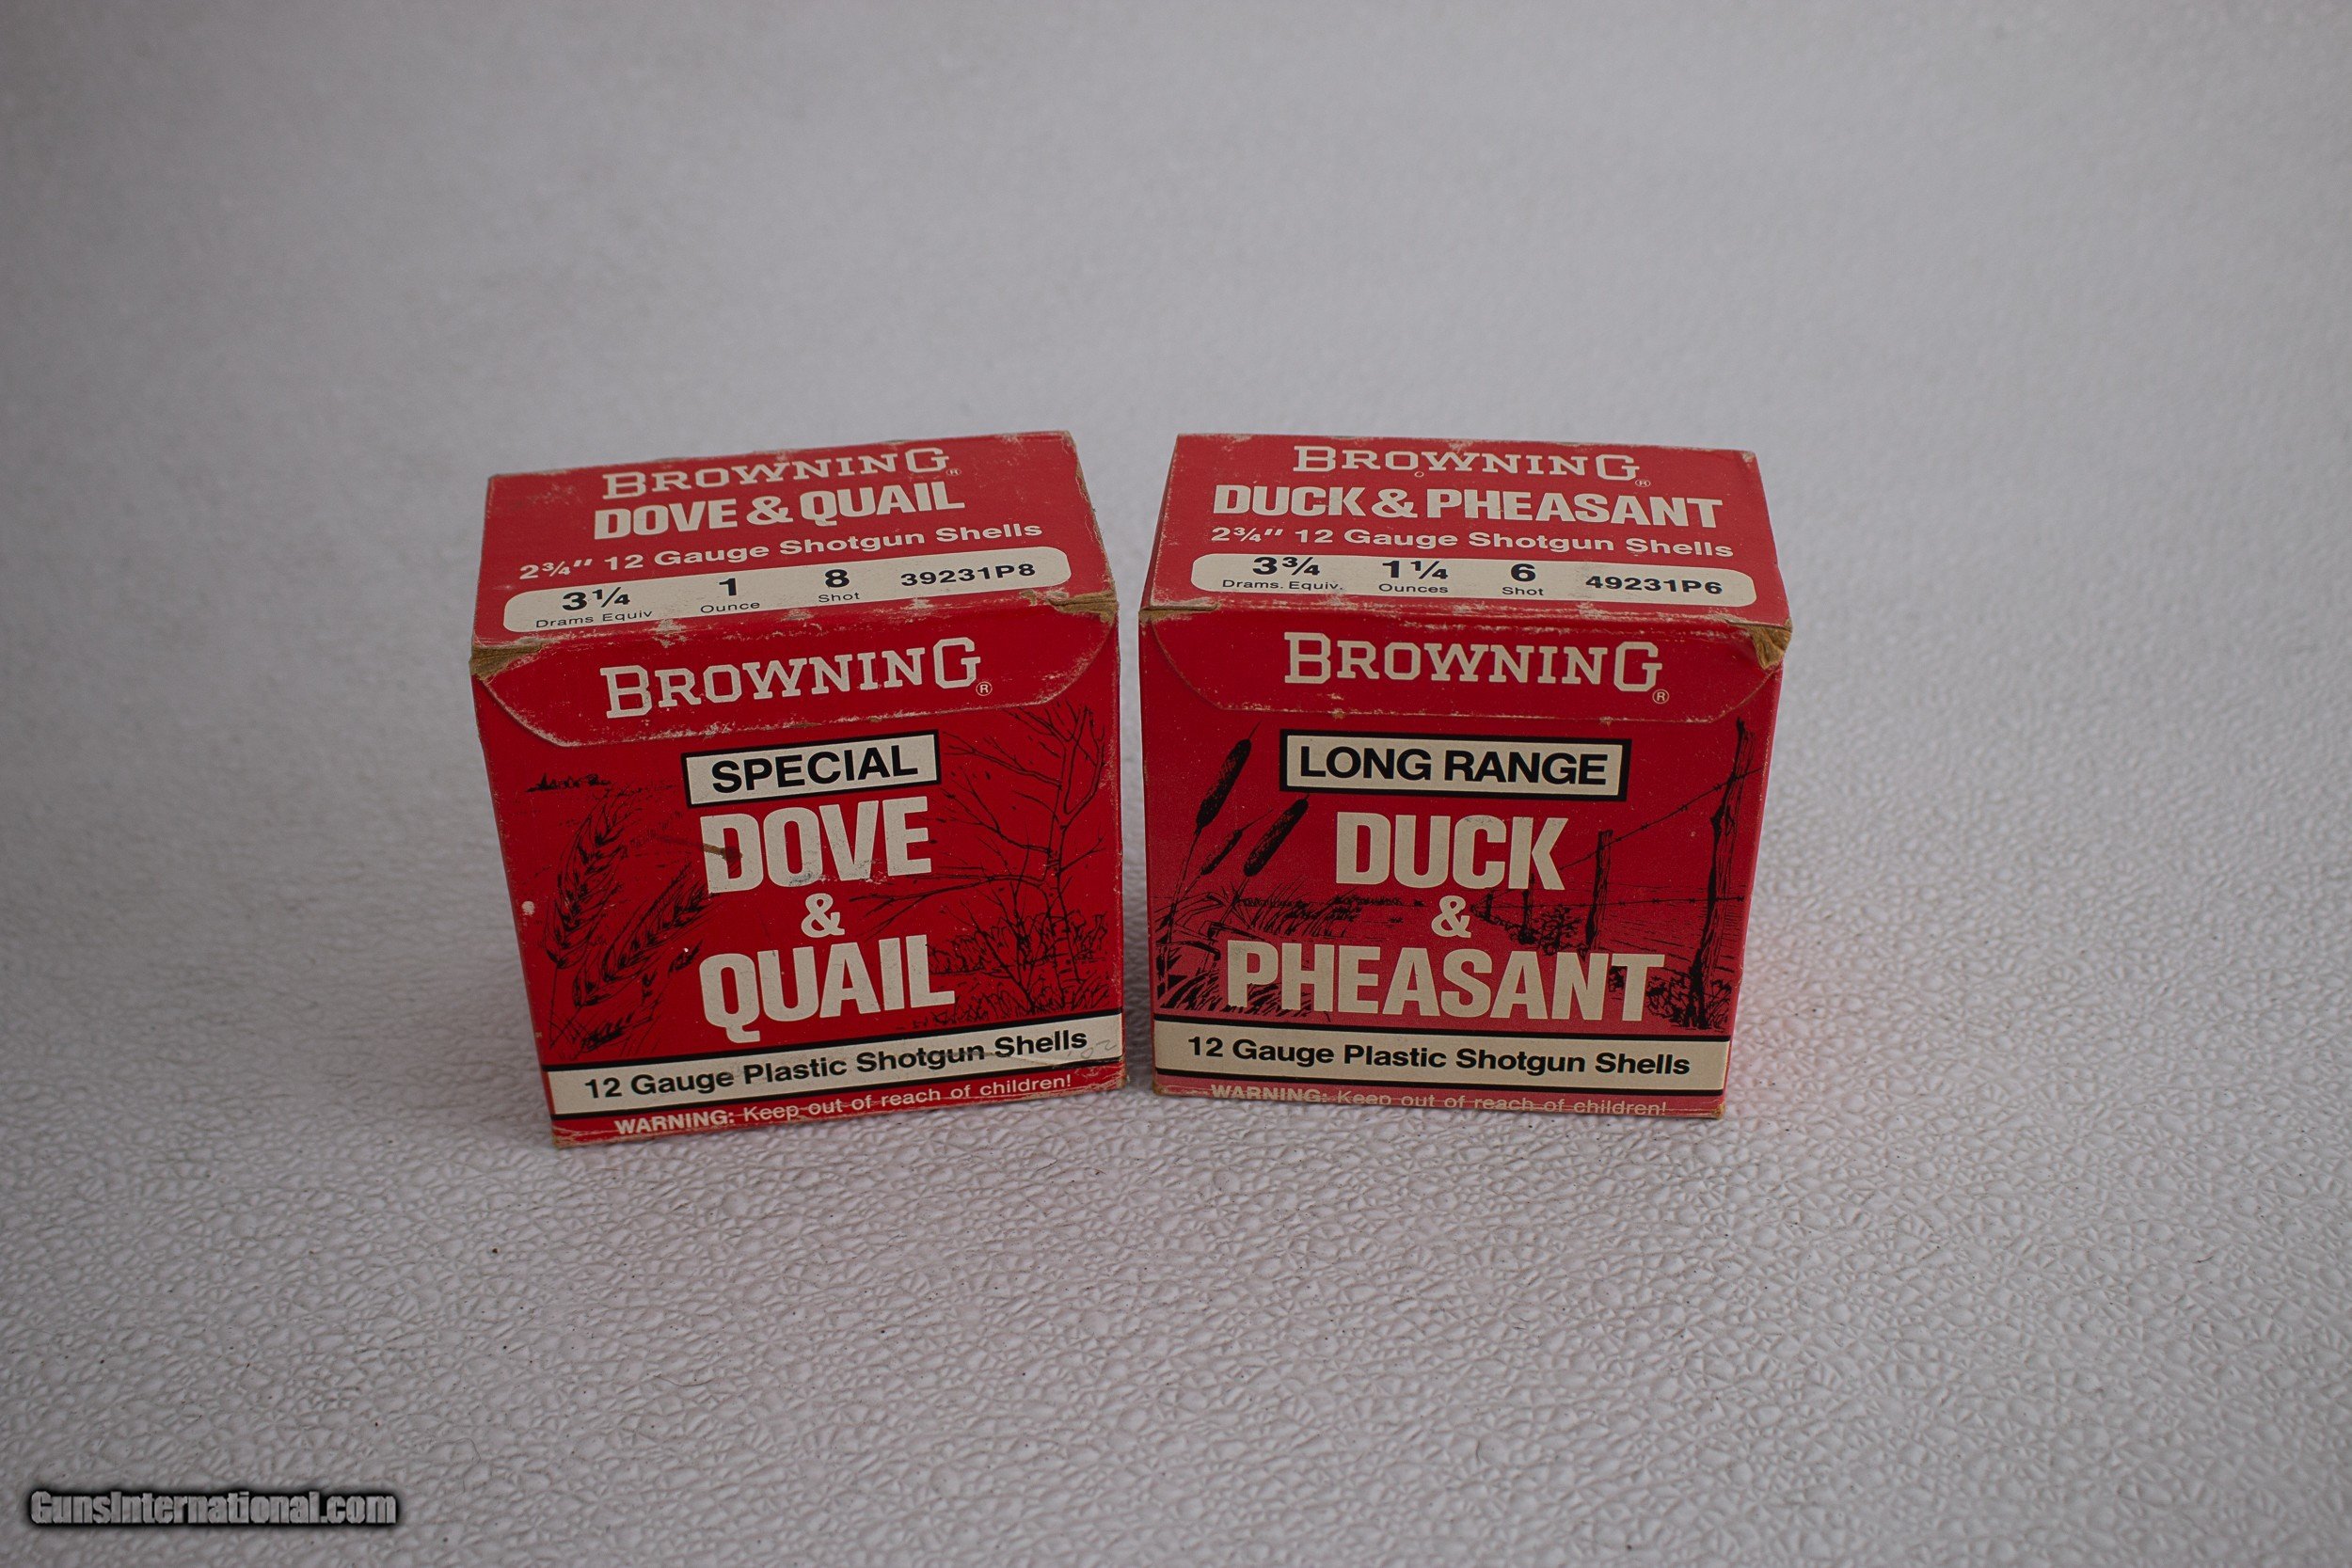 BROWNING®
DOVE & QUAIL
2¾" 12 Gauge Shotgun Shells
3¼ 1 8 39231P8
Drams Equiv Ounce Shot
BROWNING®
SPECIAL
DOVE
&
QUAIL
12 Gauge Plastic Shotgun Shells
WARNING: Keep out of reach of children!
BROWNING®
DUCK & PHEASANT
2¾" 12 Gauge Shotgun Shells
3¾ 1¼ 6 49231P6
Drams. Equiv. Ounces Shot
BROWNING®
LONG RANGE
DUCK
&
PHEASANT
12 Gauge Plastic Shotgun Shells
WARNING: Keep out of reach of children!
GunsInternational.com